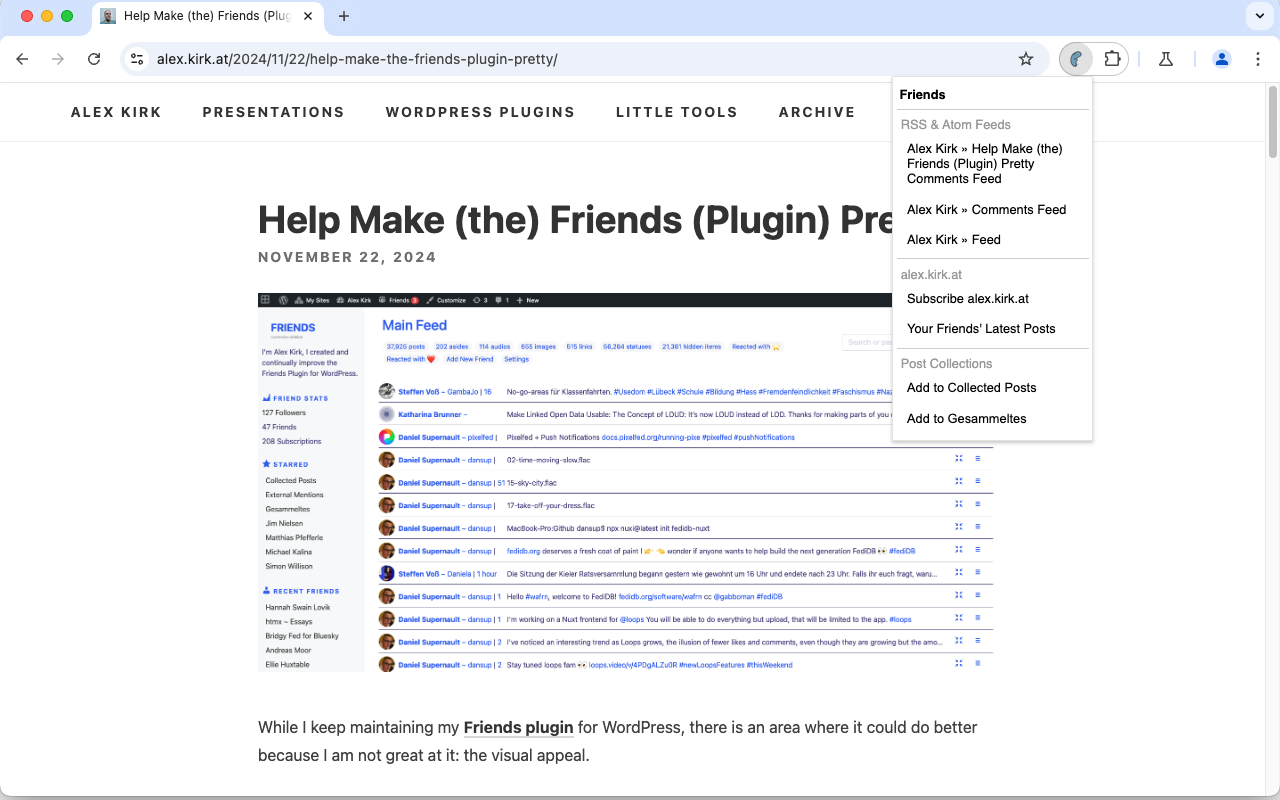 Help Make (the) Friends (Plug
alex.kirk.at/2024/11/22/help-make-the-friends-plugin-pretty/
ALEX KIRK
PRESENTATIONS
WORDPRESS PLUGINS
LITTLE TOOLS
ARCHIVE
Friends
RSS & Atom Feeds
Alex Kirk » Help Make (the)
Friends (Plugin) Pretty
Comments Feed
Alex Kirk » Comments Feed
Alex Kirk » Feed
alex.kirk.at
Subscribe alex.kirk.at
Your Friends' Latest Posts
Post Collections
Add to Collected Posts
Add to Gesammeltes
Help Make (the) Friends (Plugin) Pre
NOVEMBER 22, 2024
My Sites Alex Kirk Friends 3 Customize 3 1 New
FRIENDS
I'm Alex Kirk, I created and
continually improve the
Friends Plugin for WordPress.
FRIEND STATS
127 Followers
47 Friends
208 Subscriptions
STARRED
Collected Posts
External Mentions
Gesammeltes
Jim Nielsen
Matthias Pfefferle
Michael Kalina
Simon Willison
RECENT FRIENDS
Hannah Swain Lovik
htmx ~ Essays
Bridgy Fed for Bluesky
Andreas Moor
Ellie Huxtable
Main Feed
37,925 posts 202 asides 114 audios 655 images 515 links 56,264 statuses 21,361 hidden items Reacted with ⭐
Reacted with ❤️ Add New Friend Settings
Search or pa
Steffen Voß – GambaJo | 16 No-go-areas für Klassenfahrten. #Usedom #Lübeck #Schule #Bildung #Hass #Fremdenfeindlichkeit #Faschismus #Naz
Katharina Brunner – Make Linked Open Data Usable: The Concept of LOUD: It's now LOUD instead of LOD. Thanks for making parts of you
Daniel Supernault – pixelfed | Pixelfed + Push Notifications docs.pixelfed.org/running-pixe #pixelfed #pushNotifications
Daniel Supernault – dansup | 02-time-moving-slow.flac
Daniel Supernault – dansup | 51 15-sky-city.flac
Daniel Supernault – dansup | 17-take-off-your-dress.flac
Daniel Supernault – dansup | MacBook-Pro:Github dansup$ npx nuxi@latest init fedidb-nuxt
Daniel Supernault – dansup | fedidb.org deserves a fresh coat of paint I 👉 👈 wonder if anyone wants to help build the next generation FediDB 👀 #fediDB
Steffen Voß – Daniela | 1 hour Die Sitzung der Kieler Ratsversammlung begann gestern wie gewohnt um 16 Uhr und endete nach 23 Uhr. Falls ihr euch fragt, waru...
Daniel Supernault – dansup | 1 Hello #wafrn, welcome to FediDB! fedidb.org/software/wafrn cc @gabboman #fediDB
Daniel Supernault – dansup | 1 I'm working on a Nuxt frontend for @loops You will be able to do everything but upload, that will be limited to the app. #loops
Daniel Supernault – dansup | 2 I've noticed an interesting trend as Loops grows, the illusion of fewer likes and comments, even though they are growing but the amo...
Daniel Supernault – dansup | 2 Stay tuned loops fam 👀 loops.video/v/4PDgALZu0R #newLoopsFeatures #thisWeekend
While I keep maintaining my Friends plugin for WordPress, there is an area where it could do better
because I am not great at it: the visual appeal.